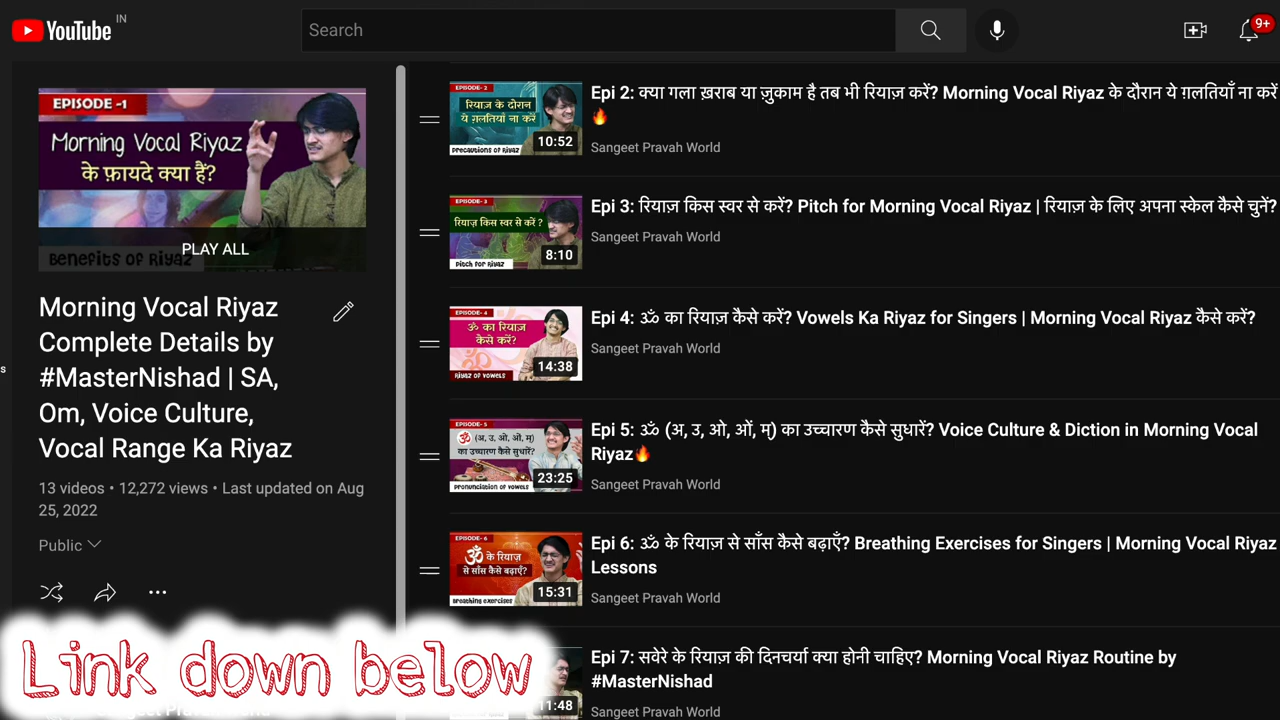 YouTube IN
Search
9+
EPISODE -1
Morning Vocal Riyaz
के फ़ायदे क्या हैं?
PLAY ALL
Benefits of Riyaz
Morning Vocal Riyaz
Complete Details by
#MasterNishad | SA,
Om, Voice Culture,
Vocal Range Ka Riyaz
13 videos • 12,272 views • Last updated on Aug
25, 2022
Public
Link down below
EPISODE- 2
रियाज़ के दौरान
ये ग़लतियाँ ना करें
Precautions of Riyaz
10:52
Epi 2: क्या गला ख़राब या ज़ुकाम है तब भी रियाज़ करें? Morning Vocal Riyaz के दौरान ये ग़लतियाँ ना करें
🔥
Sangeet Pravah World
EPISODE- 3
रियाज़ किस स्वर से करें ?
Pitch for Riyaz
8:10
Epi 3: रियाज़ किस स्वर से करें? Pitch for Morning Vocal Riyaz | रियाज़ के लिए अपना स्केल कैसे चुनें?
Sangeet Pravah World
EPISODE- 4
ॐ का रियाज़
कैसे करें?
Riyaz of Vowels
14:38
Epi 4: ॐ का रियाज़ कैसे करें? Vowels Ka Riyaz for Singers | Morning Vocal Riyaz कैसे करें?
Sangeet Pravah World
EPISODE- 5
ॐ (अ, उ, ओ, ओं, म्)
का उच्चारण कैसे सुधारें?
Pronunciation of Vowels
23:25
Epi 5: ॐ (अ, उ, ओ, ओं, म्) का उच्चारण कैसे सुधारें? Voice Culture & Diction in Morning Vocal
Riyaz🔥
Sangeet Pravah World
EPISODE- 6
ॐ के रियाज़
से साँस कैसे बढ़ाएँ?
Breathing Exercises
15:31
Epi 6: ॐ के रियाज़ से साँस कैसे बढ़ाएँ? Breathing Exercises for Singers | Morning Vocal Riyaz
Lessons
Sangeet Pravah World
11:48
Epi 7: सवेरे के रियाज़ की दिनचर्या क्या होनी चाहिए? Morning Vocal Riyaz Routine by
#MasterNishad
Sangeet Pravah World